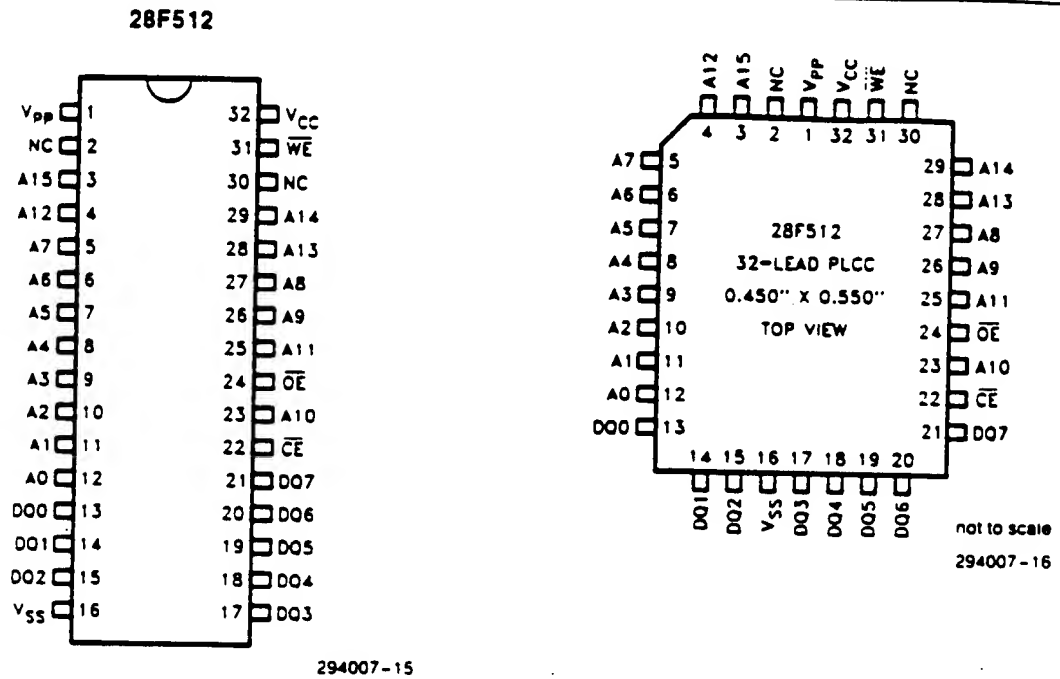 28F512
VPP 1 32 VCC
NC 2 31 W̅E̅
A15 3 30 NC
A12 4 29 A14
A7 5 28 A13
A6 6 27 A8
A5 7 26 A9
A4 8 25 A11
A3 9 24 O̅E̅
A2 10 23 A10
A1 11 22 C̅E̅
A0 12 21 DQ7
DQ0 13 20 DQ6
DQ1 14 19 DQ5
DQ2 15 18 DQ4
VSS 16 17 DQ3
294007-15
A12 A15 NC VPP VCC W̅E̅ NC
4 3 2 1 32 31 30
A7 5 29 A14
A6 6 28 A13
A5 7 28F512 27 A8
A4 8 32-LEAD PLCC 26 A9
A3 9 0.450" X 0.550" 25 A11
A2 10 TOP VIEW 24 O̅E̅
A1 11 23 A10
A0 12 22 C̅E̅
DQ0 13 21 DQ7
14 15 16 17 18 19 20
DQ1 DQ2 VSS DQ3 DQ4 DQ5 DQ6
not to scale
294007-16